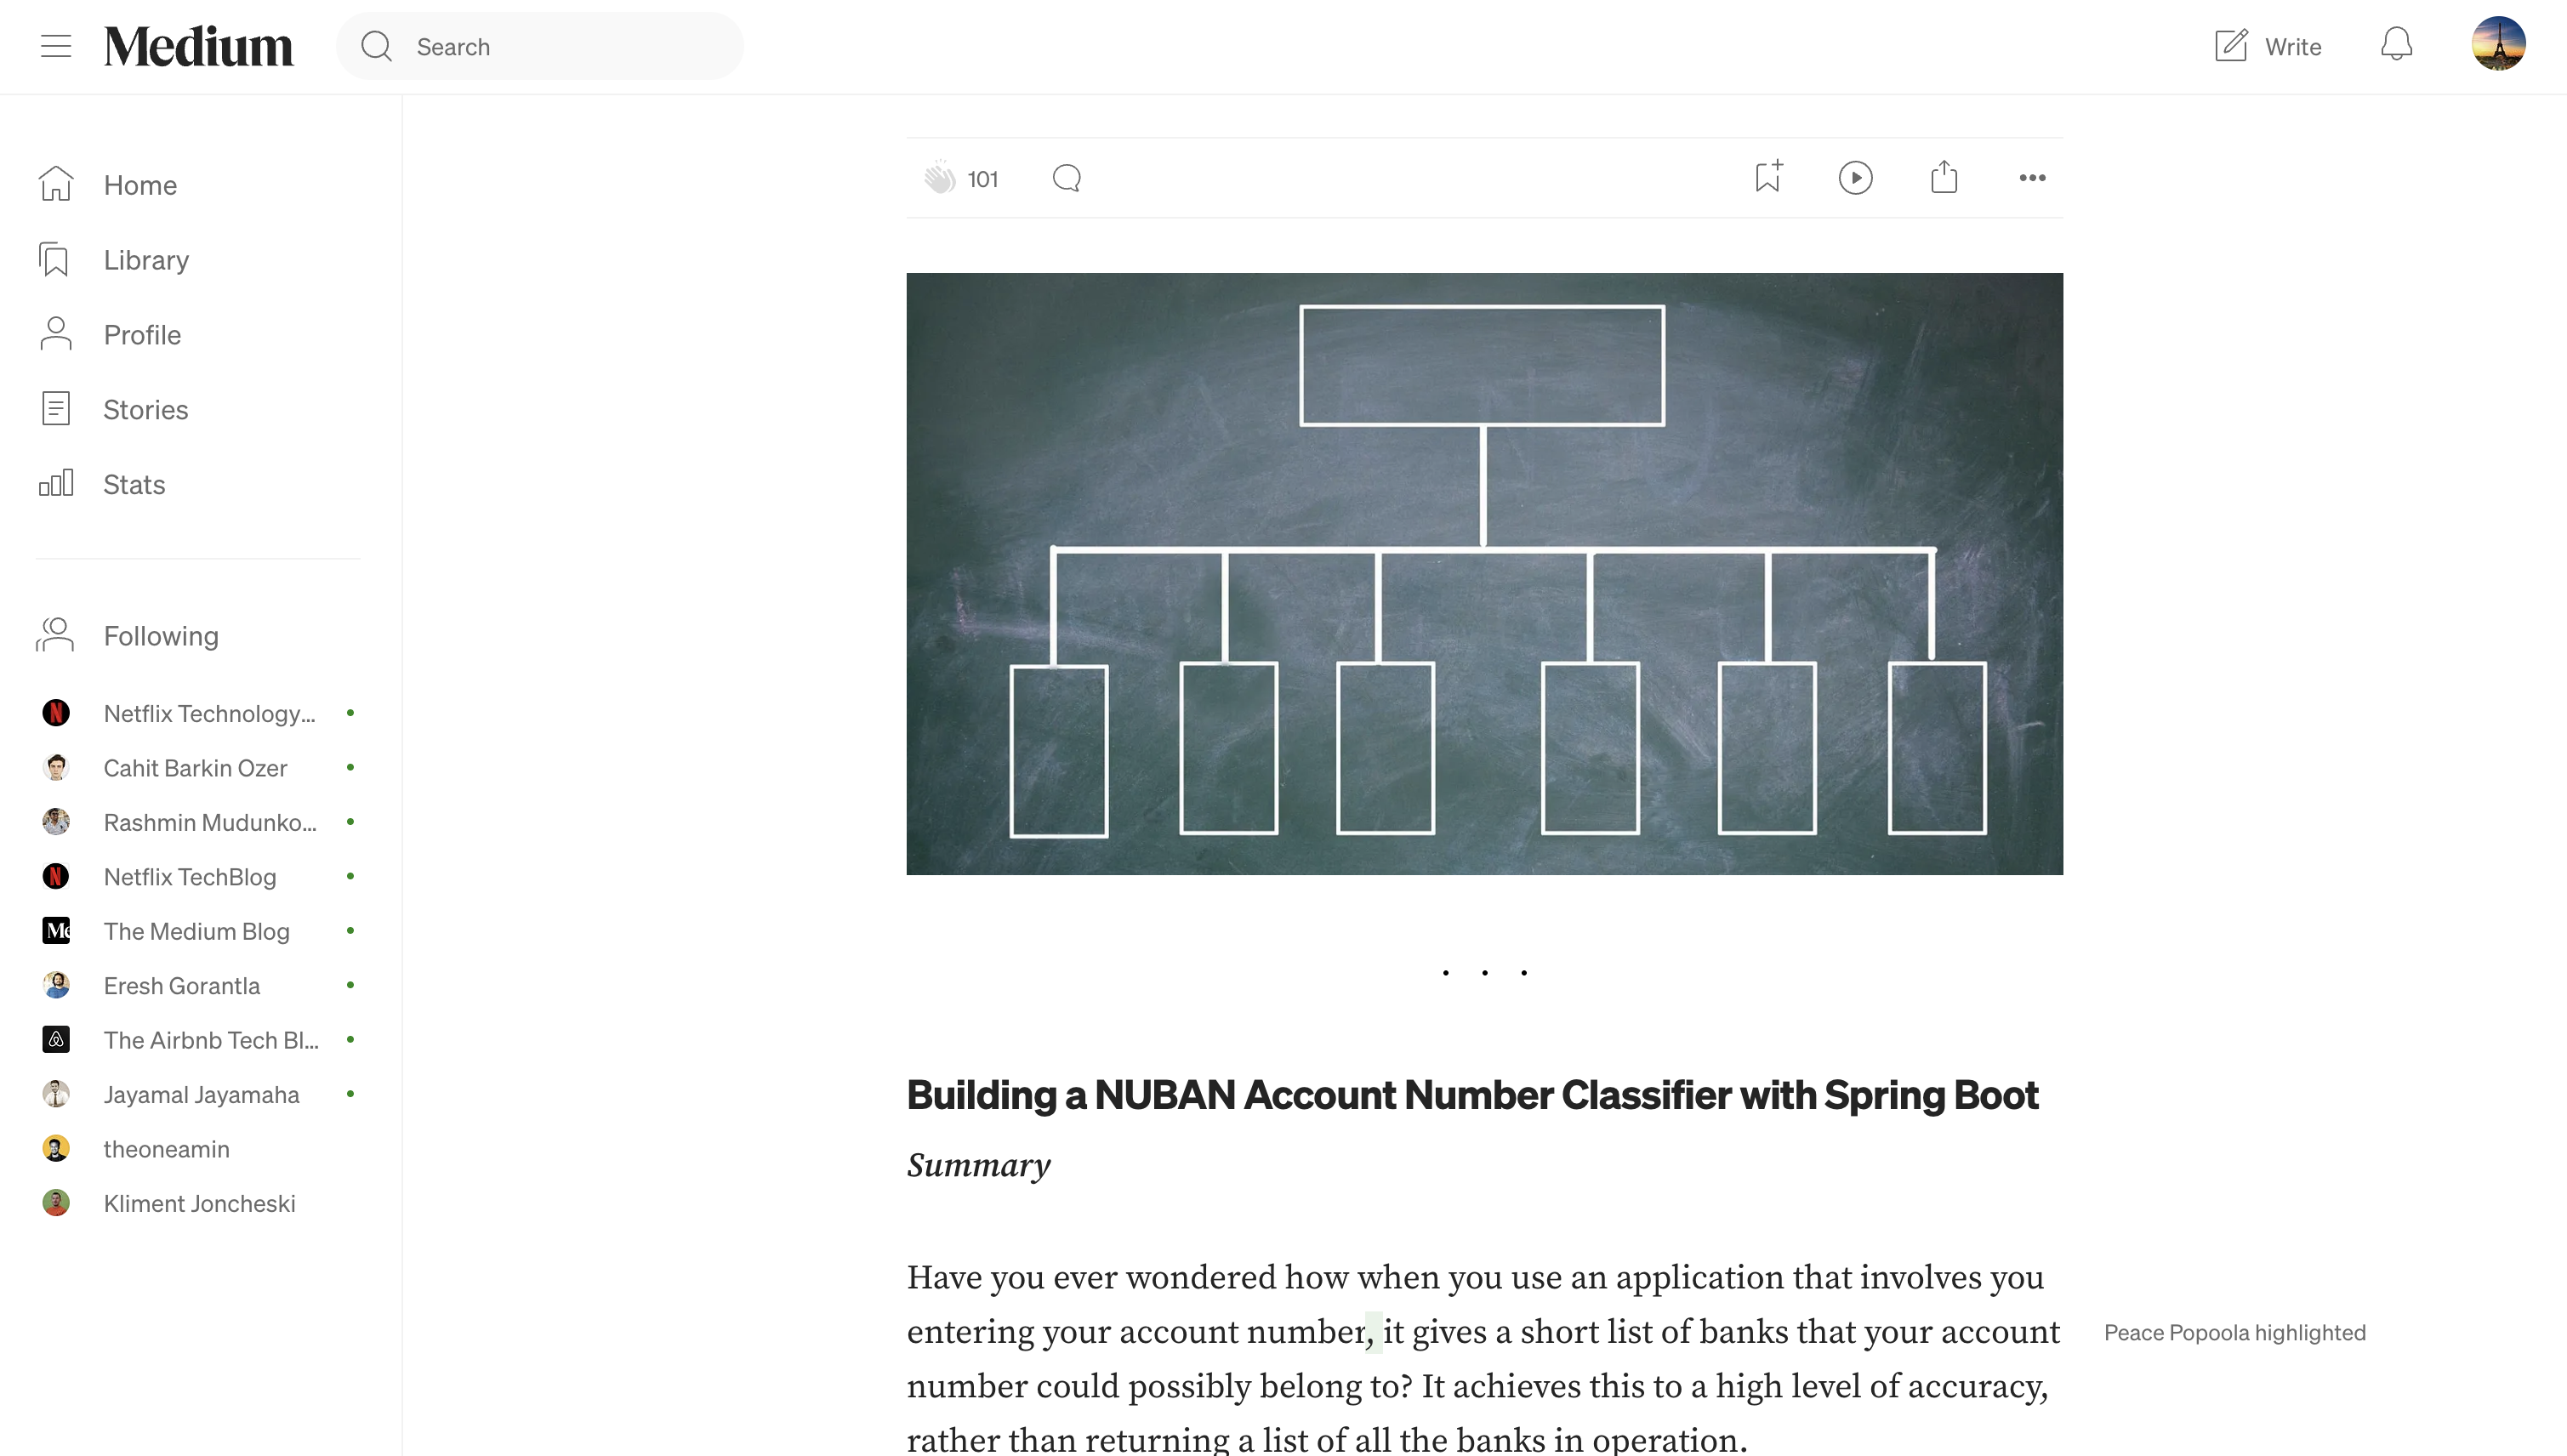 Medium
Search
Write
Home
Library
Profile
Stories
Stats
Following
Netflix Technology...
Cahit Barkin Ozer
Rashmin Mudunko...
Netflix TechBlog
The Medium Blog
Eresh Gorantla
The Airbnb Tech Bl...
Jayamal Jayamaha
theoneamin
Kliment Joncheski
101
. . .
Building a NUBAN Account Number Classifier with Spring Boot
Summary
Have you ever wondered how when you use an application that involves you
entering your account number, it gives a short list of banks that your account
number could possibly belong to? It achieves this to a high level of accuracy,
rather than returning a list of all the banks in operation.
Peace Popoola highlighted